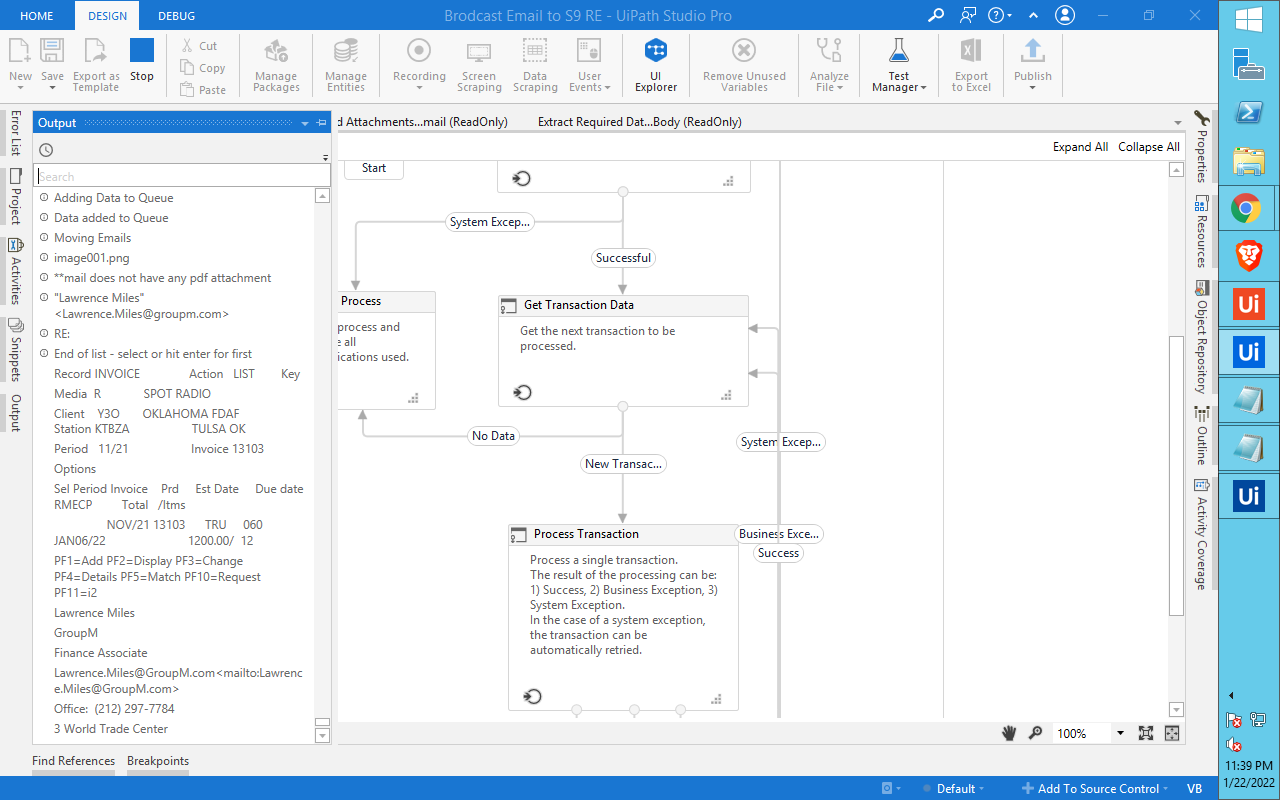 HOME
DESIGN
DEBUG
Brodcast Email to S9 RE - UiPath Studio Pro
New
Save
Export as Template
Stop
Cut
Copy
Paste
Manage Packages
Manage Entities
Recording
Screen Scraping
Data Scraping
User Events
UI Explorer
Remove Unused Variables
Analyze File
Test Manager
Export to Excel
Publish
Error List
Project
Activities
Snippets
Output
Output
Search
Adding Data to Queue
Data added to Queue
Moving Emails
image001.png
**mail does not have any pdf attachment
"Lawrence Miles"
<Lawrence.Miles@groupm.com>
RE:
End of list - select or hit enter for first
Record INVOICE Action LIST Key
Media R SPOT RADIO
Client Y3O OKLAHOMA FDAF
Station KTBZA TULSA OK
Period 11/21 Invoice 13103
Options
Sel Period Invoice Prd Est Date Due date
RMECP Total /Itms
NOV/21 13103 TRU 060
JAN06/22 1200.00/ 12
PF1=Add PF2=Display PF3=Change
PF4=Details PF5=Match PF10=Request
PF11=i2
Lawrence Miles
GroupM
Finance Associate
Lawrence.Miles@GroupM.com<mailto:Lawrenc
e.Miles@GroupM.com>
Office: (212) 297-7784
3 World Trade Center
Find References
Breakpoints
d Attachments...mail (ReadOnly)
Extract Required Dat...Body (ReadOnly)
Expand All
Collapse All
Start
System Excep...
Successful
Process
process and
e all
ications used.
Get Transaction Data
Get the next transaction to be
processed.
No Data
System Excep...
New Transac...
Process Transaction
Process a single transaction.
The result of the processing can be:
1) Success, 2) Business Exception, 3)
System Exception.
In the case of a system exception,
the transaction can be
automatically retried.
Business Exce...
Success
100%
Properties
Resources
Object Repository
Outline
Activity Coverage
Default
Add To Source Control
VB
Ui
Ui
Ui
11:39 PM
1/22/2022